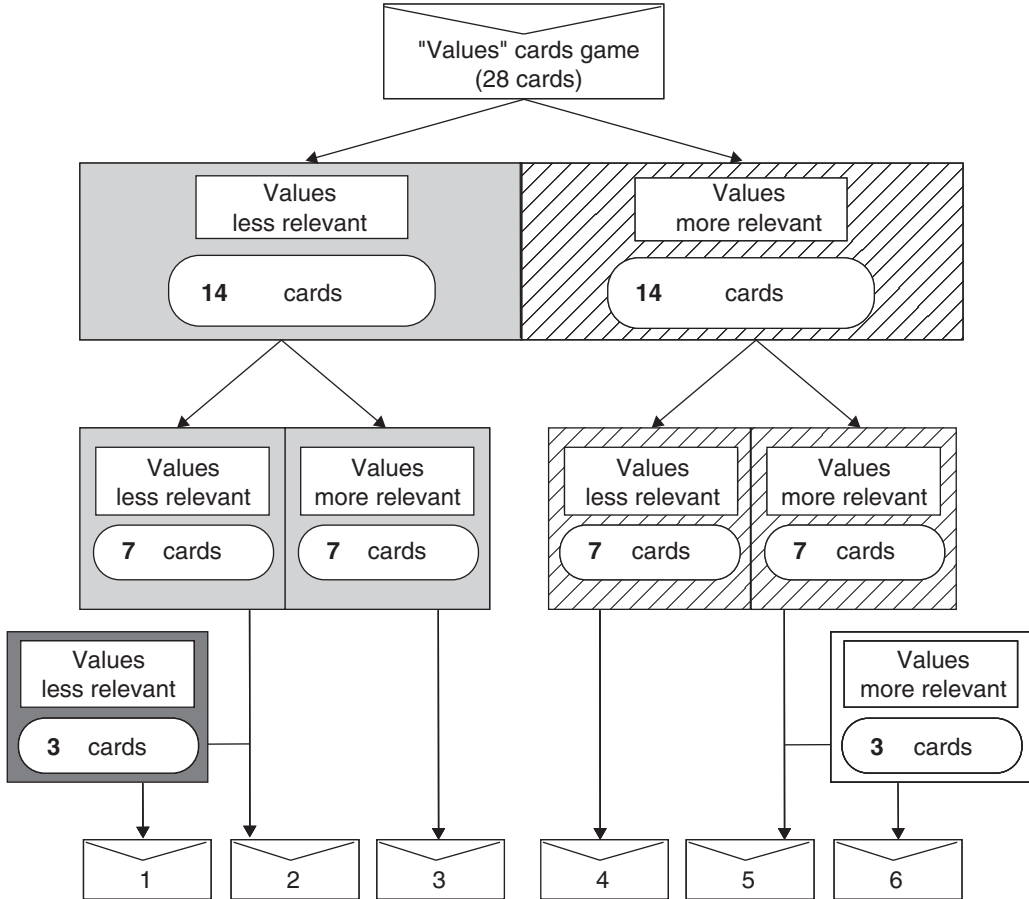 "Values" cards game
(28 cards)
Values
less relevant
Values
more relevant
14 cards
14 cards
Values
less relevant
Values
more relevant
Values
less relevant
Values
more relevant
7 cards
7 cards
7 cards
7 cards
Values
less relevant
Values
more relevant
3 cards
3 cards
1
2
3
4
5
6